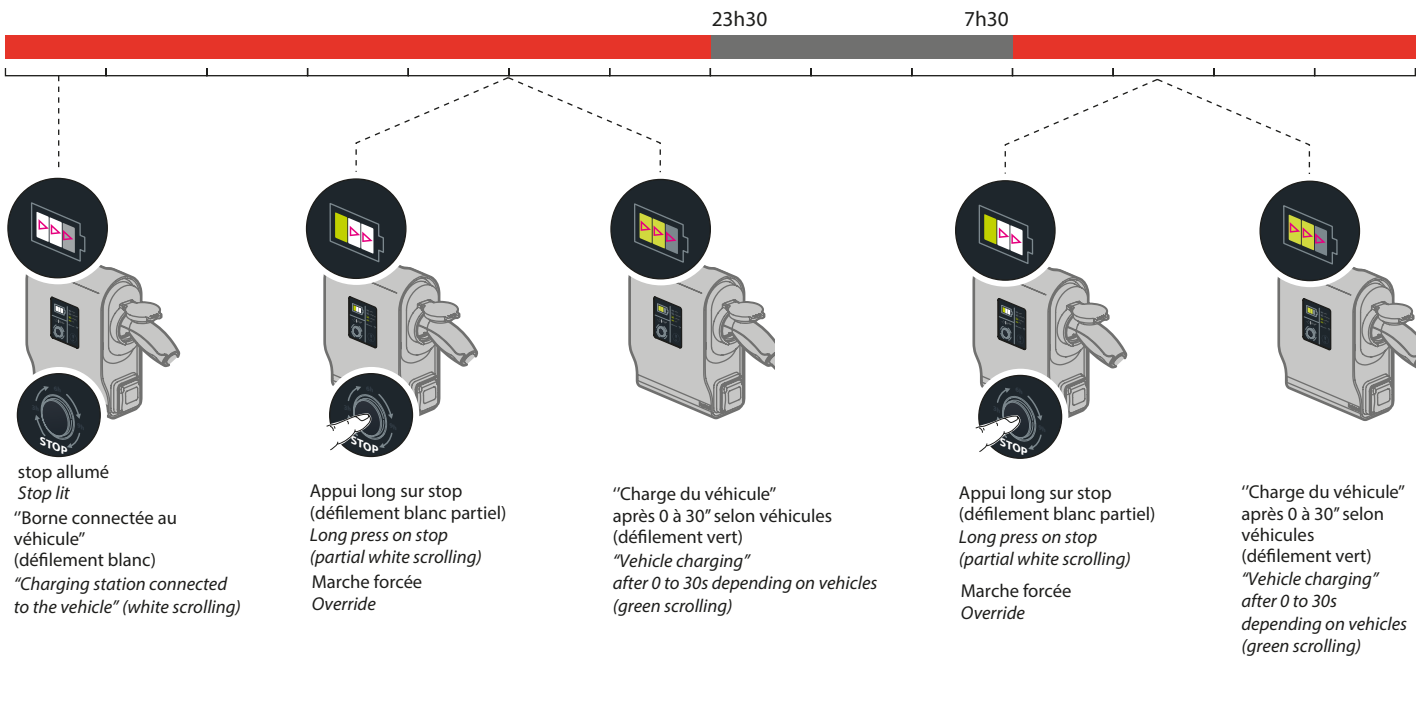 23h30
7h30
STOP
stop allumé
Stop lit
"Borne connectée au
véhicule"
(défilement blanc)
"Charging station connected
to the vehicle" (white scrolling)
STOP
Appui long sur stop
(défilement blanc partiel)
Long press on stop
(partial white scrolling)
Marche forcée
Override
"Charge du véhicule"
après 0 à 30" selon véhicules
(défilement vert)
"Vehicle charging"
after 0 to 30s depending on vehicles
(green scrolling)
STOP
Appui long sur stop
(défilement blanc partiel)
Long press on stop
(partial white scrolling)
Marche forcée
Override
"Charge du véhicule"
après 0 à 30" selon
véhicules
(défilement vert)
"Vehicle charging"
after 0 to 30s
depending on vehicles
(green scrolling)